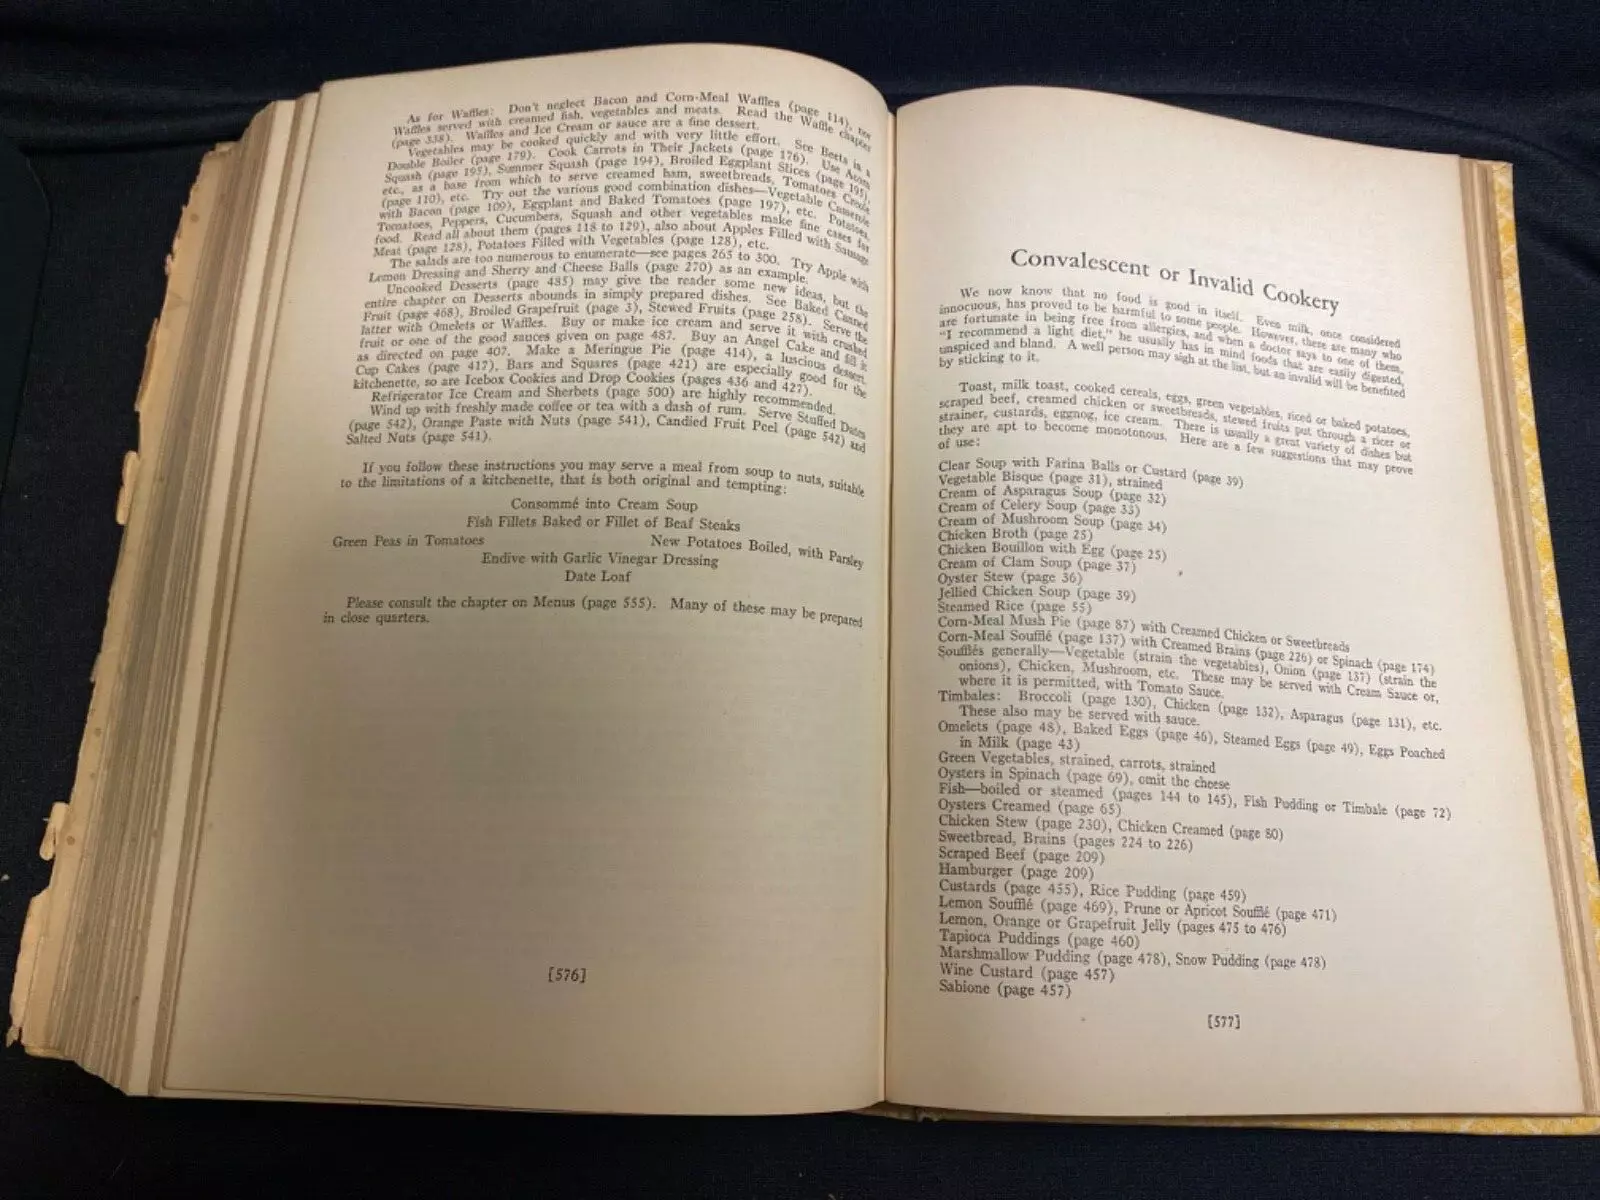 As for Waffles: Don't neglect Bacon and Corn-Meal Waffles (page 114), nor
Waffles served with creamed fish, vegetables and meats. Read the Waffle chapter
(page 338). Waffles and Ice Cream or sauce are a fine dessert.
Vegetables may be cooked quickly and with very little effort. See Beets in a
Double Boiler (page 179). Cook Carrots in Their Jackets (page 176). Use Acorn
Squash (page 195), Summer Squash (page 194), Broiled Eggplant Slices (page 195),
etc., as a base from which to serve creamed ham, sweetbreads, Tomatoes Creole
(page 110), etc. Try out the various good combination dishes—Vegetable Casserole
with Bacon (page 109), Eggplant and Baked Tomatoes (page 197), etc. Potatoes,
Tomatoes, Peppers, Cucumbers, Squash and other vegetables make fine cases for
food. Read all about them (pages 118 to 129), also about Apples Filled with Sausage
Meat (page 128), Potatoes Filled with Vegetables (page 128), etc.
The salads are too numerous to enumerate—see pages 263 to 300. Try Apple with
Lemon Dressing and Sherry and Cheese Balls (page 270) as an example.
Uncooked Desserts (page 485) may give the reader some new ideas, but the
entire chapter on Desserts abounds in simply prepared dishes. See Baked Canned
Fruit (page 468), Broiled Grapefruit (page 3), Stewed Fruits (page 258). Serve the
latter with Omelets or Waffles. Buy or make ice cream and serve it with crushed
fruit or one of the good sauces given on page 487. Buy an Angel Cake and fill it
as directed on page 407. Make a Meringue Pie (page 414), a luscious dessert.
Cup Cakes (page 417), Bars and Squares (page 421) are especially good for the
kitchenette, so are Icebox Cookies and Drop Cookies (pages 436 and 427).
Refrigerator Ice Cream and Sherbets (page 500) are highly recommended.
Wind up with freshly made coffee or tea with a dash of rum. Serve Stuffed Dates
(page 542), Orange Paste with Nuts (page 541), Candied Fruit Peel (page 542) and
Salted Nuts (page 541).
If you follow these instructions you may serve a meal from soup to nuts, suitable
to the limitations of a kitchenette, that is both original and tempting:
Consommé into Cream Soup
Fish Fillets Baked or Fillet of Beaf Steaks
Green Peas in Tomatoes New Potatoes Boiled, with Parsley
Endive with Garlic Vinegar Dressing
Date Loaf
Please consult the chapter on Menus (page 555). Many of these may be prepared
in close quarters.
[576]
Convalescent or Invalid Cookery
We now know that no food is good in itself. Even milk, once considered
innocuous, has proved to be harmful to some people. However, there are many who
are fortunate in being free from allergies, and when a doctor says to one of them,
"I recommend a light diet," he usually has in mind foods that are easily digested,
unspiced and bland. A well person may sigh at the list, but an invalid will be benefited
by sticking to it.
Toast, milk toast, cooked cereals, eggs, green vegetables, riced or baked potatoes,
scraped beef, creamed chicken or sweetbreads, stewed fruits put through a ricer or
strainer, custards, eggnog, ice cream. There is usually a great variety of dishes but
they are apt to become monotonous. Here are a few suggestions that may prove
of use:
Clear Soup with Farina Balls or Custard (page 39)
Vegetable Bisque (page 31), strained
Cream of Asparagus Soup (page 32)
Cream of Celery Soup (page 33)
Cream of Mushroom Soup (page 34)
Chicken Broth (page 25)
Chicken Bouillon with Egg (page 25)
Cream of Clam Soup (page 37)
Oyster Stew (page 36)
Jellied Chicken Soup (page 39)
Steamed Rice (page 55)
Corn-Meal Mush Pie (page 87) with Creamed Chicken or Sweetbreads
Corn-Meal Soufflé (page 137) with Creamed Brains (page 226) or Spinach (page 174)
Soufflés generally—Vegetable (strain the vegetables), Onion (page 137) (strain the
onions), Chicken, Mushroom, etc. These may be served with Cream Sauce or,
where it is permitted, with Tomato Sauce.
Timbales: Broccoli (page 130), Chicken (page 132), Asparagus (page 131), etc.
These also may be served with sauce.
Omelets (page 48), Baked Eggs (page 46), Steamed Eggs (page 49), Eggs Poached
in Milk (page 43)
Green Vegetables, strained, carrots, strained
Oysters in Spinach (page 69), omit the cheese
Fish—boiled or steamed (pages 144 to 145), Fish Pudding or Timbale (page 72)
Oysters Creamed (page 65)
Chicken Stew (page 230), Chicken Creamed (page 80)
Sweetbread, Brains (pages 224 to 226)
Scraped Beef (page 209)
Hamburger (page 209)
Custards (page 455), Rice Pudding (page 459)
Lemon Soufflé (page 469), Prune or Apricot Soufflé (page 471)
Lemon, Orange or Grapefruit Jelly (pages 475 to 476)
Tapioca Puddings (page 460)
Marshmallow Pudding (page 478), Snow Pudding (page 478)
Wine Custard (page 457)
Sabione (page 457)
[577]